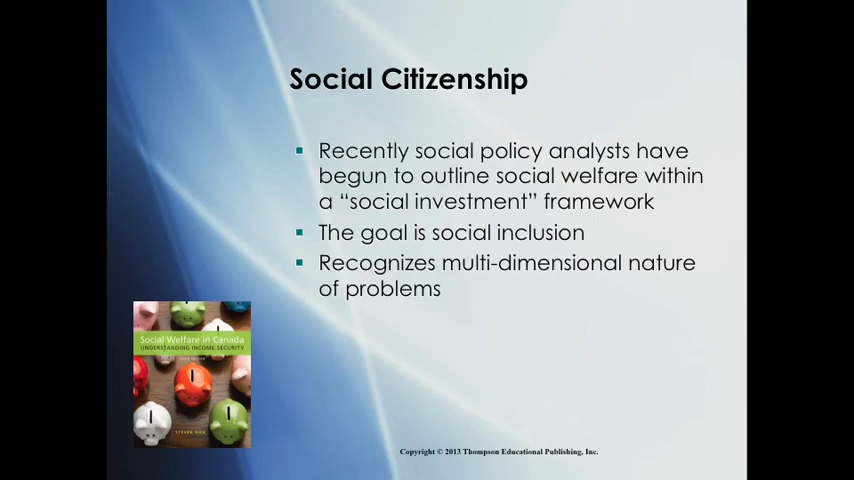 Social Citizenship
Recently social policy analysts have
begun to outline social welfare within
a “social investment” framework
The goal is social inclusion
Recognizes multi-dimensional nature
of problems
Social Welfare in Canada
UNDERSTANDING INCOME SECURITY
STEVEN HICK
Copyright © 2013 Thompson Educational Publishing, Inc.